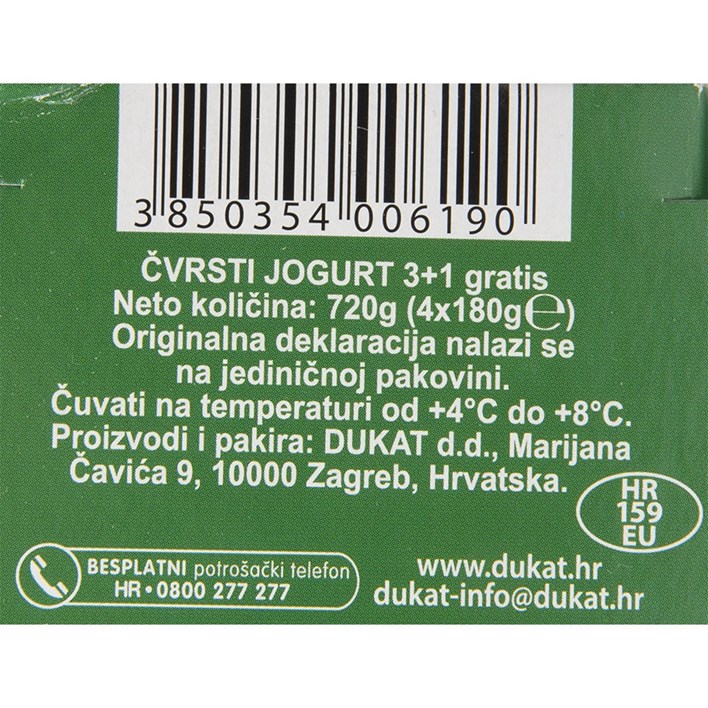 3 850354 006190
ČVRSTI JOGURT 3+1 gratis
Neto količina: 720g (4x180g℮)
Originalna deklaracija nalazi se
na jediničnoj pakovini.
Čuvati na temperaturi od +4°C do +8°C.
Proizvodi i pakira: DUKAT d.d., Marijana
Čavića 9, 10000 Zagreb, Hrvatska.
HR
159
EU
BESPLATNI potrošački telefon
HR • 0800 277 277
www.dukat.hr
dukat-info@dukat.hr